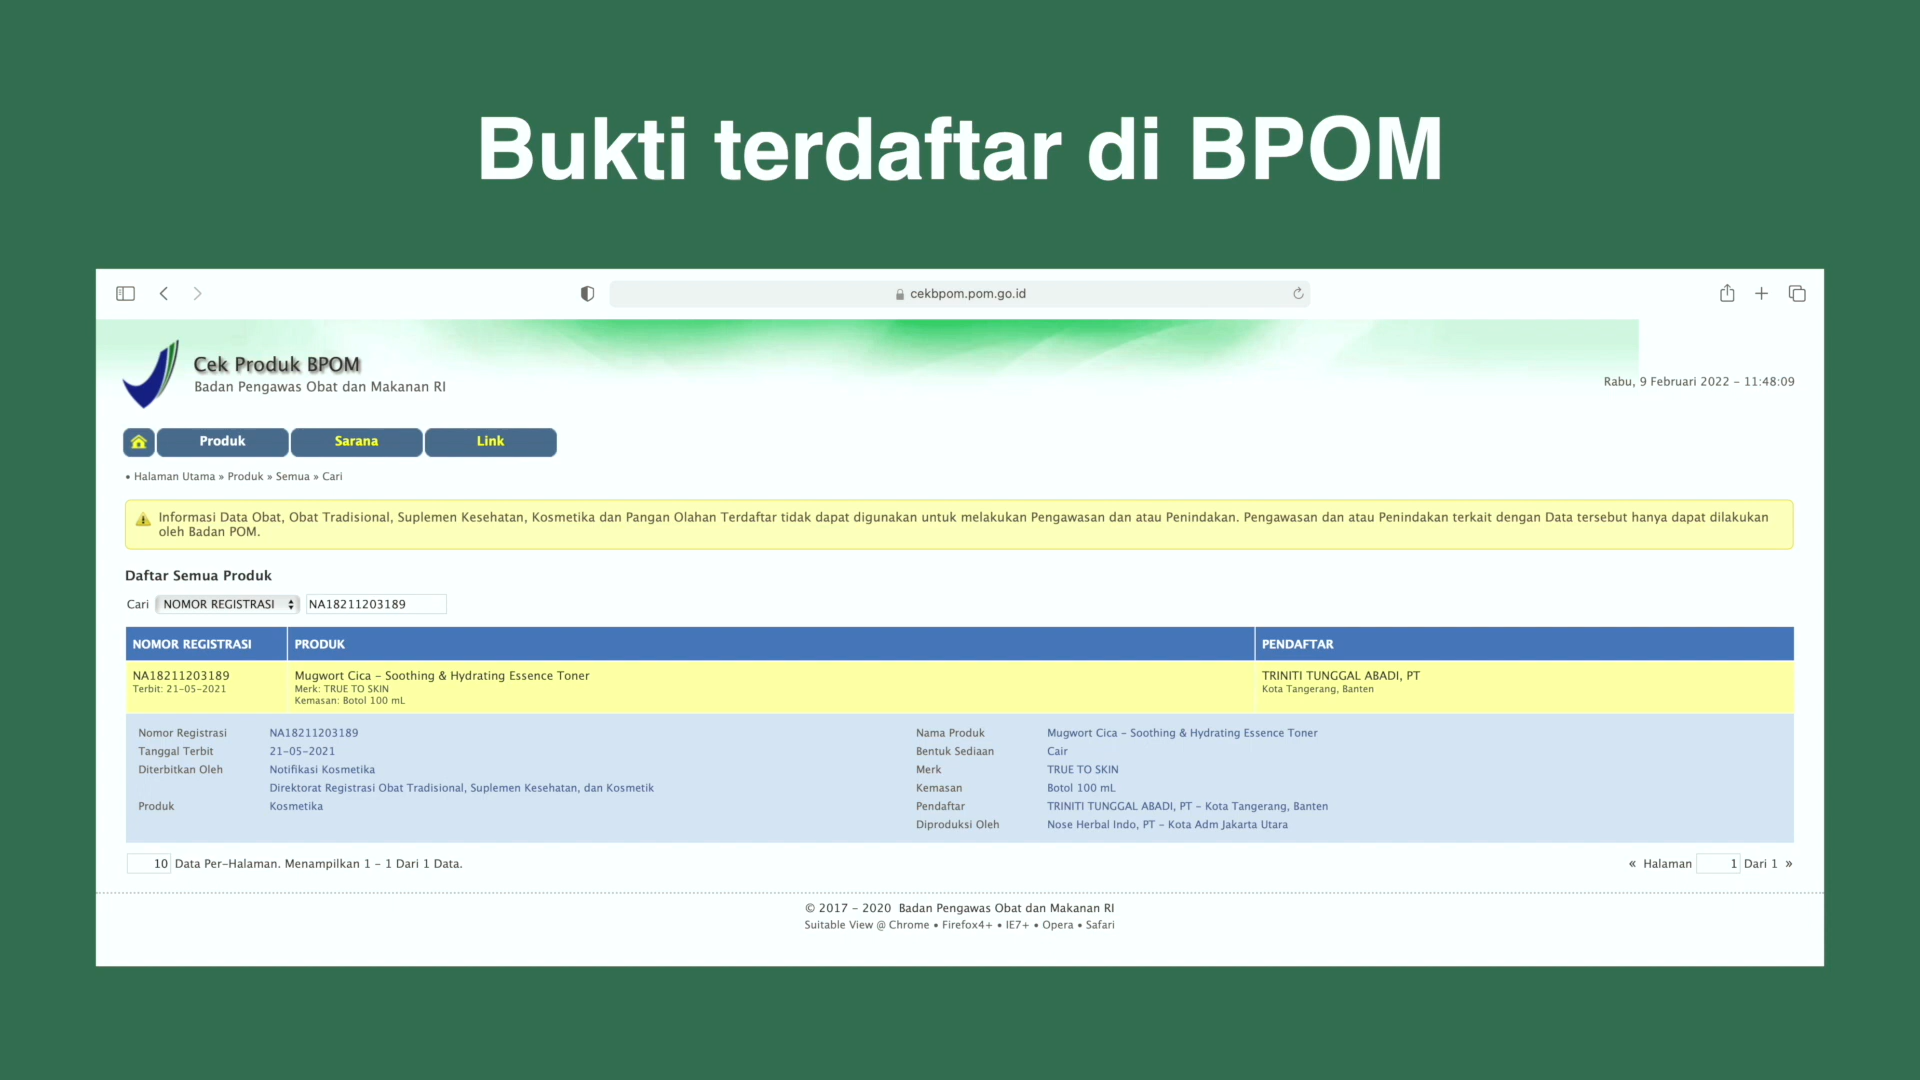 Bukti terdaftar di BPOM
cekbpom.pom.go.id
Cek Produk BPOM
Badan Pengawas Obat dan Makanan RI
Rabu, 9 Februari 2022 - 11:48:09
Produk Sarana Link
• Halaman Utama » Produk » Semua » Cari
Informasi Data Obat, Obat Tradisional, Suplemen Kesehatan, Kosmetika dan Pangan Olahan Terdaftar tidak dapat digunakan untuk melakukan Pengawasan dan atau Penindakan. Pengawasan dan atau Penindakan terkait dengan Data tersebut hanya dapat dilakukan
oleh Badan POM.
Daftar Semua Produk
Cari NOMOR REGISTRASI NA18211203189
NOMOR REGISTRASI PRODUK PENDAFTAR
NA18211203189 Mugwort Cica - Soothing & Hydrating Essence Toner TRINITI TUNGGAL ABADI, PT
Terbit: 21-05-2021 Merk: TRUE TO SKIN Kota Tangerang, Banten
Kemasan: Botol 100 mL
Nomor Registrasi NA18211203189 Nama Produk Mugwort Cica - Soothing & Hydrating Essence Toner
Tanggal Terbit 21-05-2021 Bentuk Sediaan Cair
Diterbitkan Oleh Notifikasi Kosmetika Merk TRUE TO SKIN
Direktorat Registrasi Obat Tradisional, Suplemen Kesehatan, dan Kosmetik Kemasan Botol 100 mL
Produk Kosmetika Pendaftar TRINITI TUNGGAL ABADI, PT - Kota Tangerang, Banten
Diproduksi Oleh Nose Herbal Indo, PT - Kota Adm Jakarta Utara
10 Data Per-Halaman. Menampilkan 1 - 1 Dari 1 Data. « Halaman 1 Dari 1 »
© 2017 - 2020 Badan Pengawas Obat dan Makanan RI
Suitable View @ Chrome • Firefox4+ • IE7+ • Opera • Safari